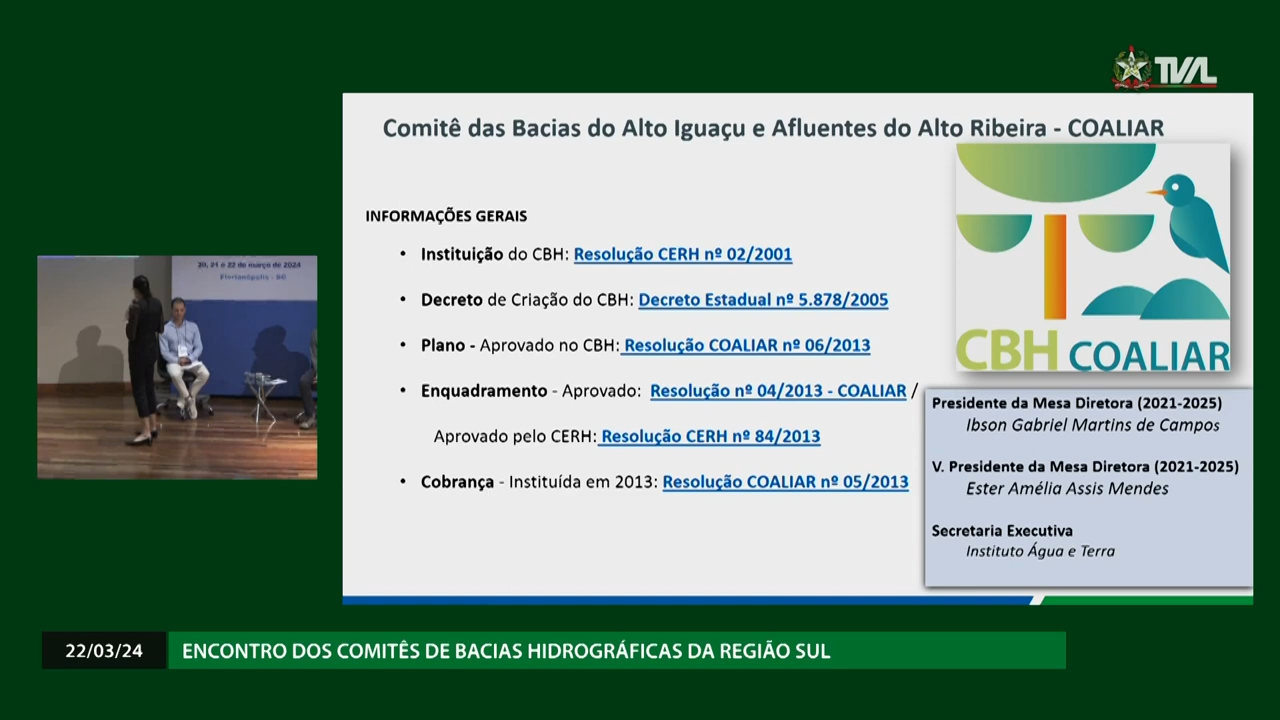 TVAL
Comitê das Bacias do Alto Iguaçu e Afluentes do Alto Ribeira - COALIAR
INFORMAÇÕES GERAIS
• Instituição do CBH: Resolução CERH nº 02/2001
• Decreto de Criação do CBH: Decreto Estadual nº 5.878/2005
• Plano - Aprovado no CBH: Resolução COALIAR nº 06/2013
• Enquadramento - Aprovado: Resolução nº 04/2013 - COALIAR /
Aprovado pelo CERH: Resolução CERH nº 84/2013
• Cobrança - Instituída em 2013: Resolução COALIAR nº 05/2013
CBH COALIAR
Presidente da Mesa Diretora (2021-2025)
Ibson Gabriel Martins de Campos
V. Presidente da Mesa Diretora (2021-2025)
Ester Amélia Assis Mendes
Secretaria Executiva
Instituto Água e Terra
20, 21 e 22 de março de 2024
Florianópolis - SC
22/03/24
ENCONTRO DOS COMITÊS DE BACIAS HIDROGRÁFICAS DA REGIÃO SUL